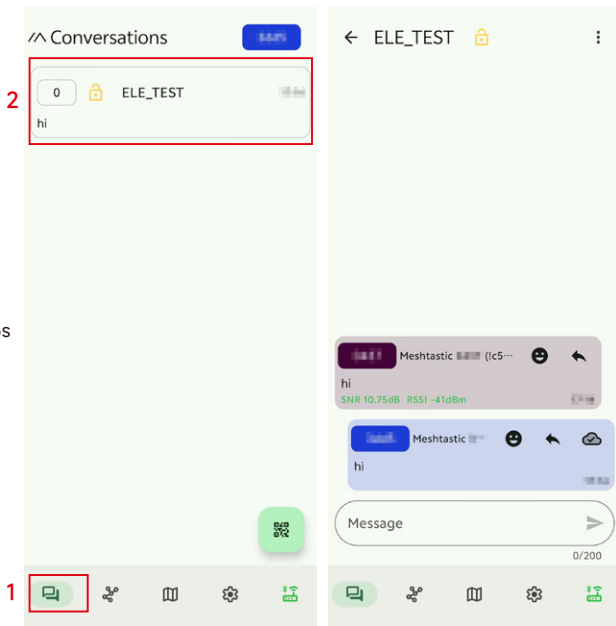 Conversations
2
0 ELE_TEST
hi
1
ELE_TEST
Meshtastic (!c5…
hi
SNR 10.75dB RSSI -41dBm
Meshtastic
hi
Message
0/200